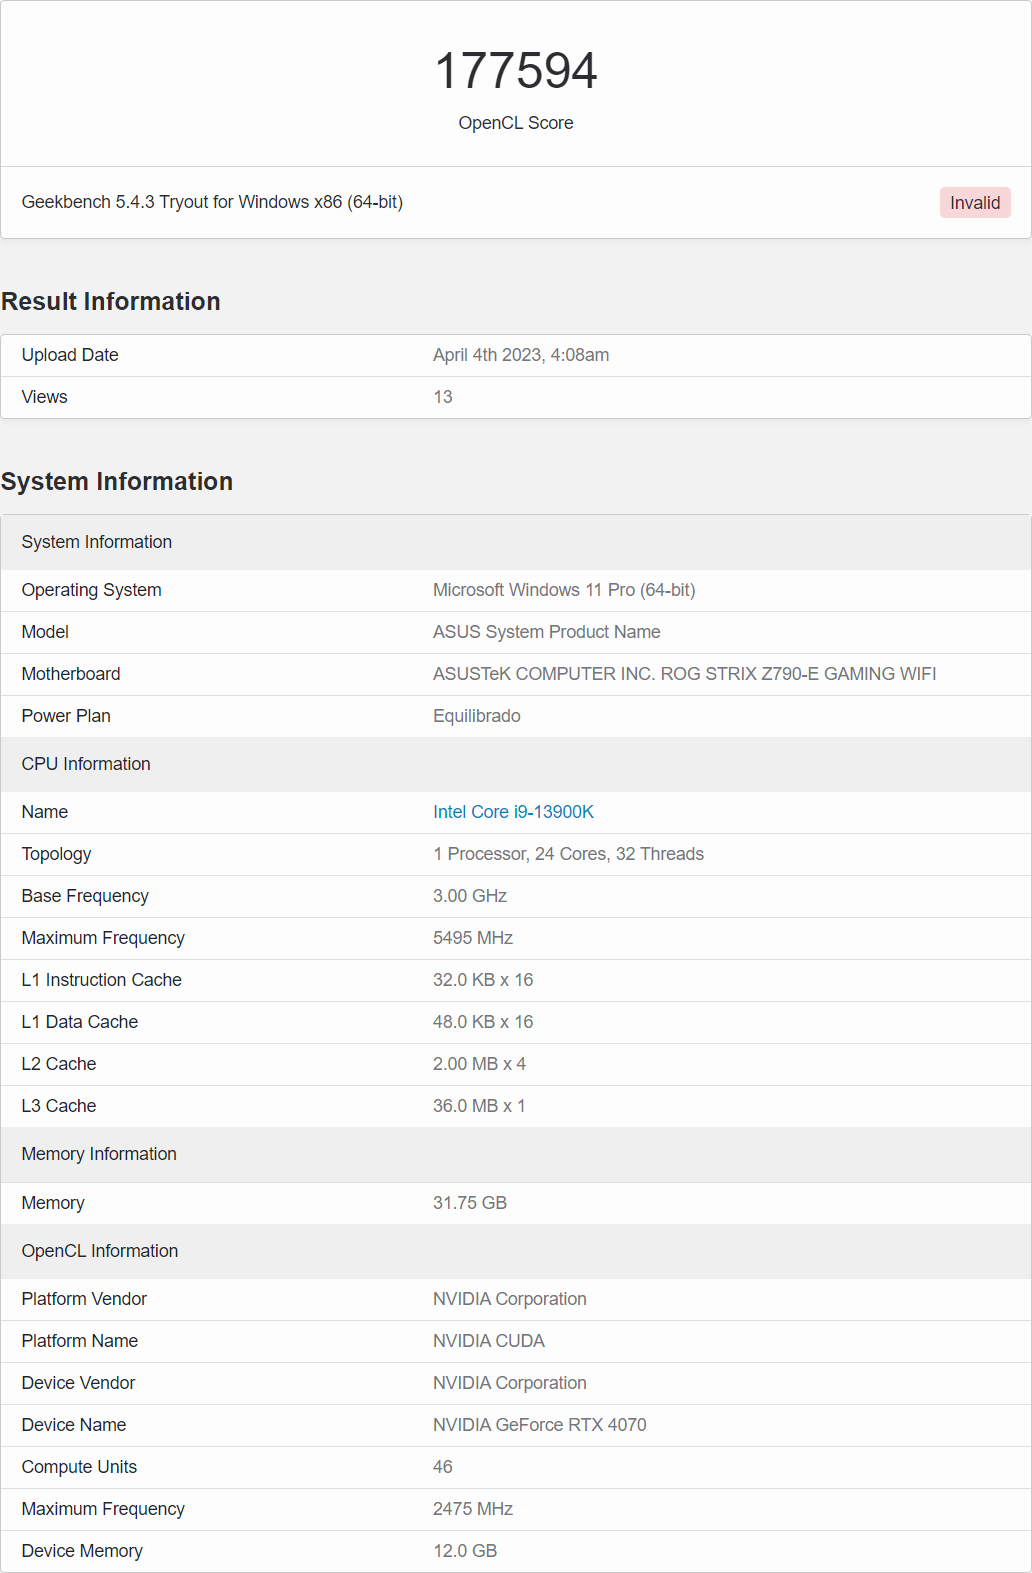 177594
OpenCL Score
Geekbench 5.4.3 Tryout for Windows x86 (64-bit) Invalid
Result Information
Upload Date April 4th 2023, 4:08am
Views 13
System Information
System Information
Operating System Microsoft Windows 11 Pro (64-bit)
Model ASUS System Product Name
Motherboard ASUSTeK COMPUTER INC. ROG STRIX Z790-E GAMING WIFI
Power Plan Equilibrado
CPU Information
Name Intel Core i9-13900K
Topology 1 Processor, 24 Cores, 32 Threads
Base Frequency 3.00 GHz
Maximum Frequency 5495 MHz
L1 Instruction Cache 32.0 KB x 16
L1 Data Cache 48.0 KB x 16
L2 Cache 2.00 MB x 4
L3 Cache 36.0 MB x 1
Memory Information
Memory 31.75 GB
OpenCL Information
Platform Vendor NVIDIA Corporation
Platform Name NVIDIA CUDA
Device Vendor NVIDIA Corporation
Device Name NVIDIA GeForce RTX 4070
Compute Units 46
Maximum Frequency 2475 MHz
Device Memory 12.0 GB